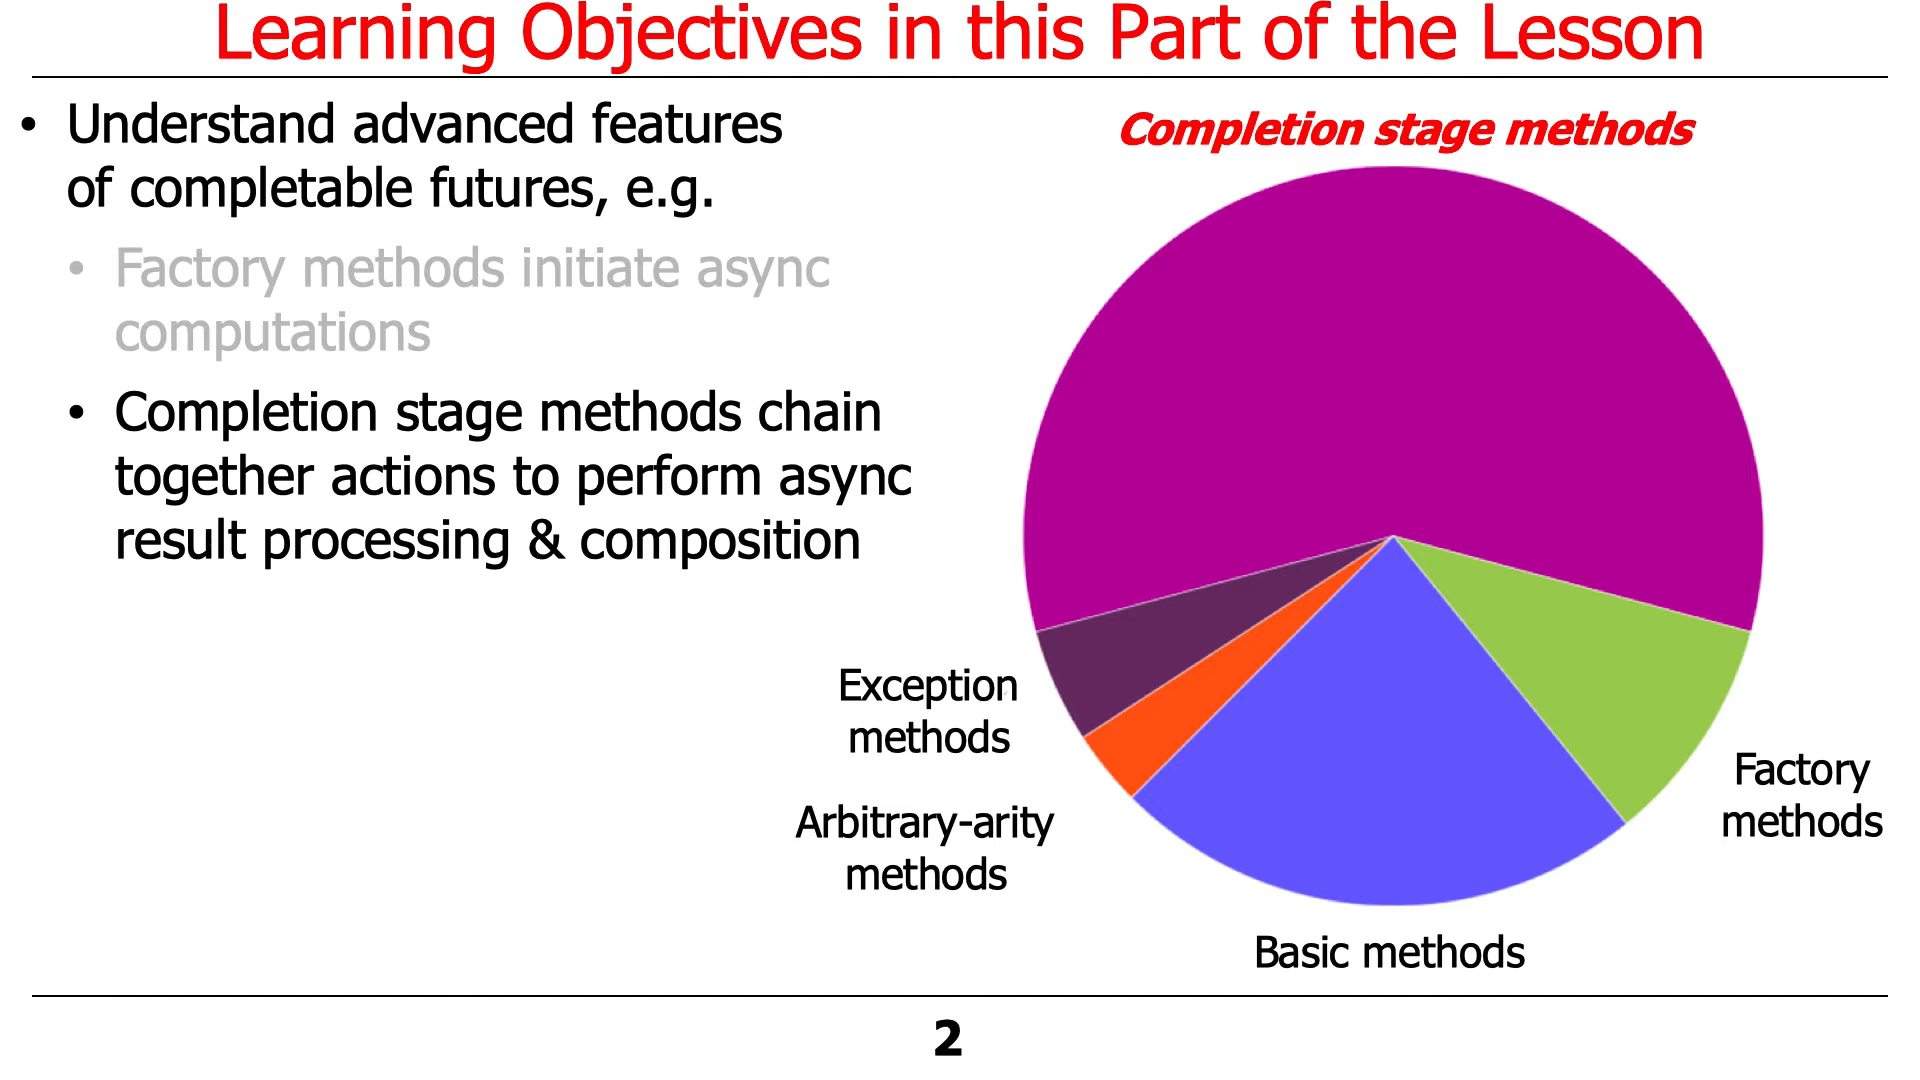 Learning Objectives in this Part of the Lesson
• Understand advanced features
of completable futures, e.g.
• Factory methods initiate async
computations
• Completion stage methods chain
together actions to perform async
result processing & composition
Completion stage methods
Exception
methods
Arbitrary-arity
methods
Basic methods
Factory
methods
2